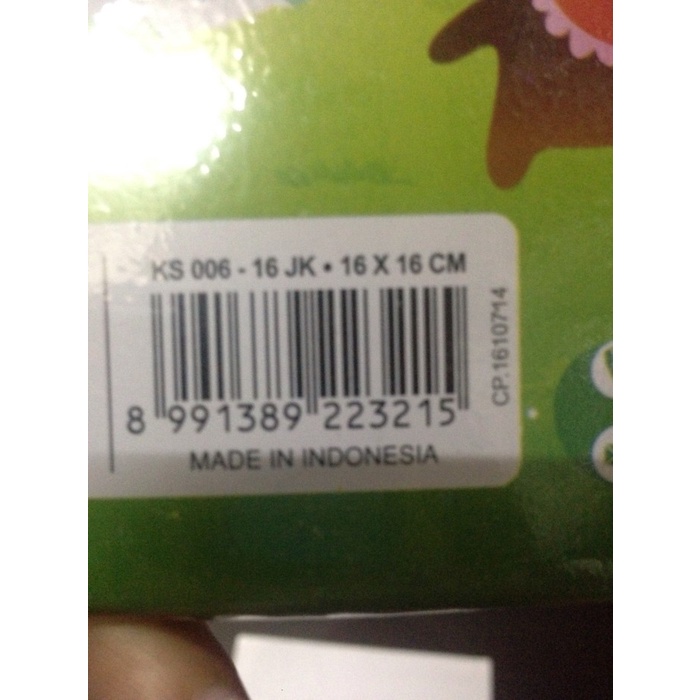 KS 006 - 16 JK • 16 X 16 CM
8 991389 223215
MADE IN INDONESIA
CP.1610714